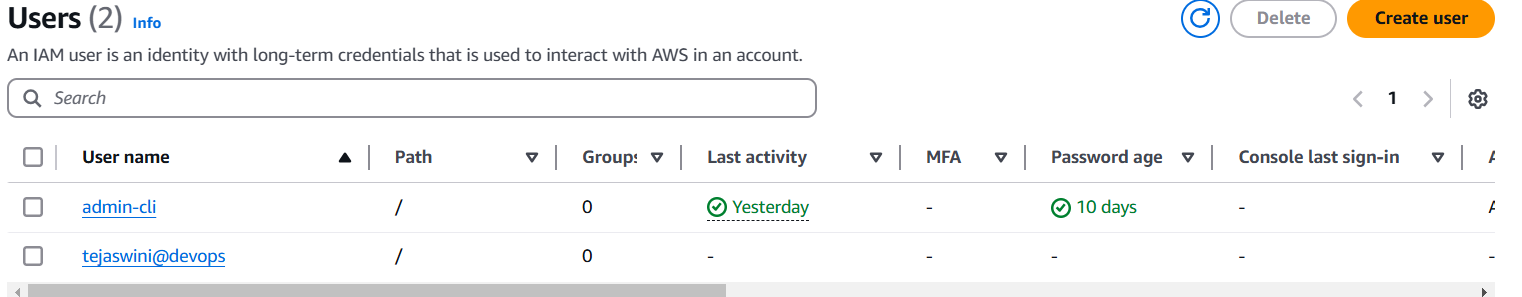 Users (2) Info
Delete
Create user
An IAM user is an identity with long-term credentials that is used to interact with AWS in an account.
Search
1
User name Path Groups Last activity MFA Password age Console last sign-in A
admin-cli / 0 Yesterday - 10 days - A
tejaswini@devops / 0 - - - - -